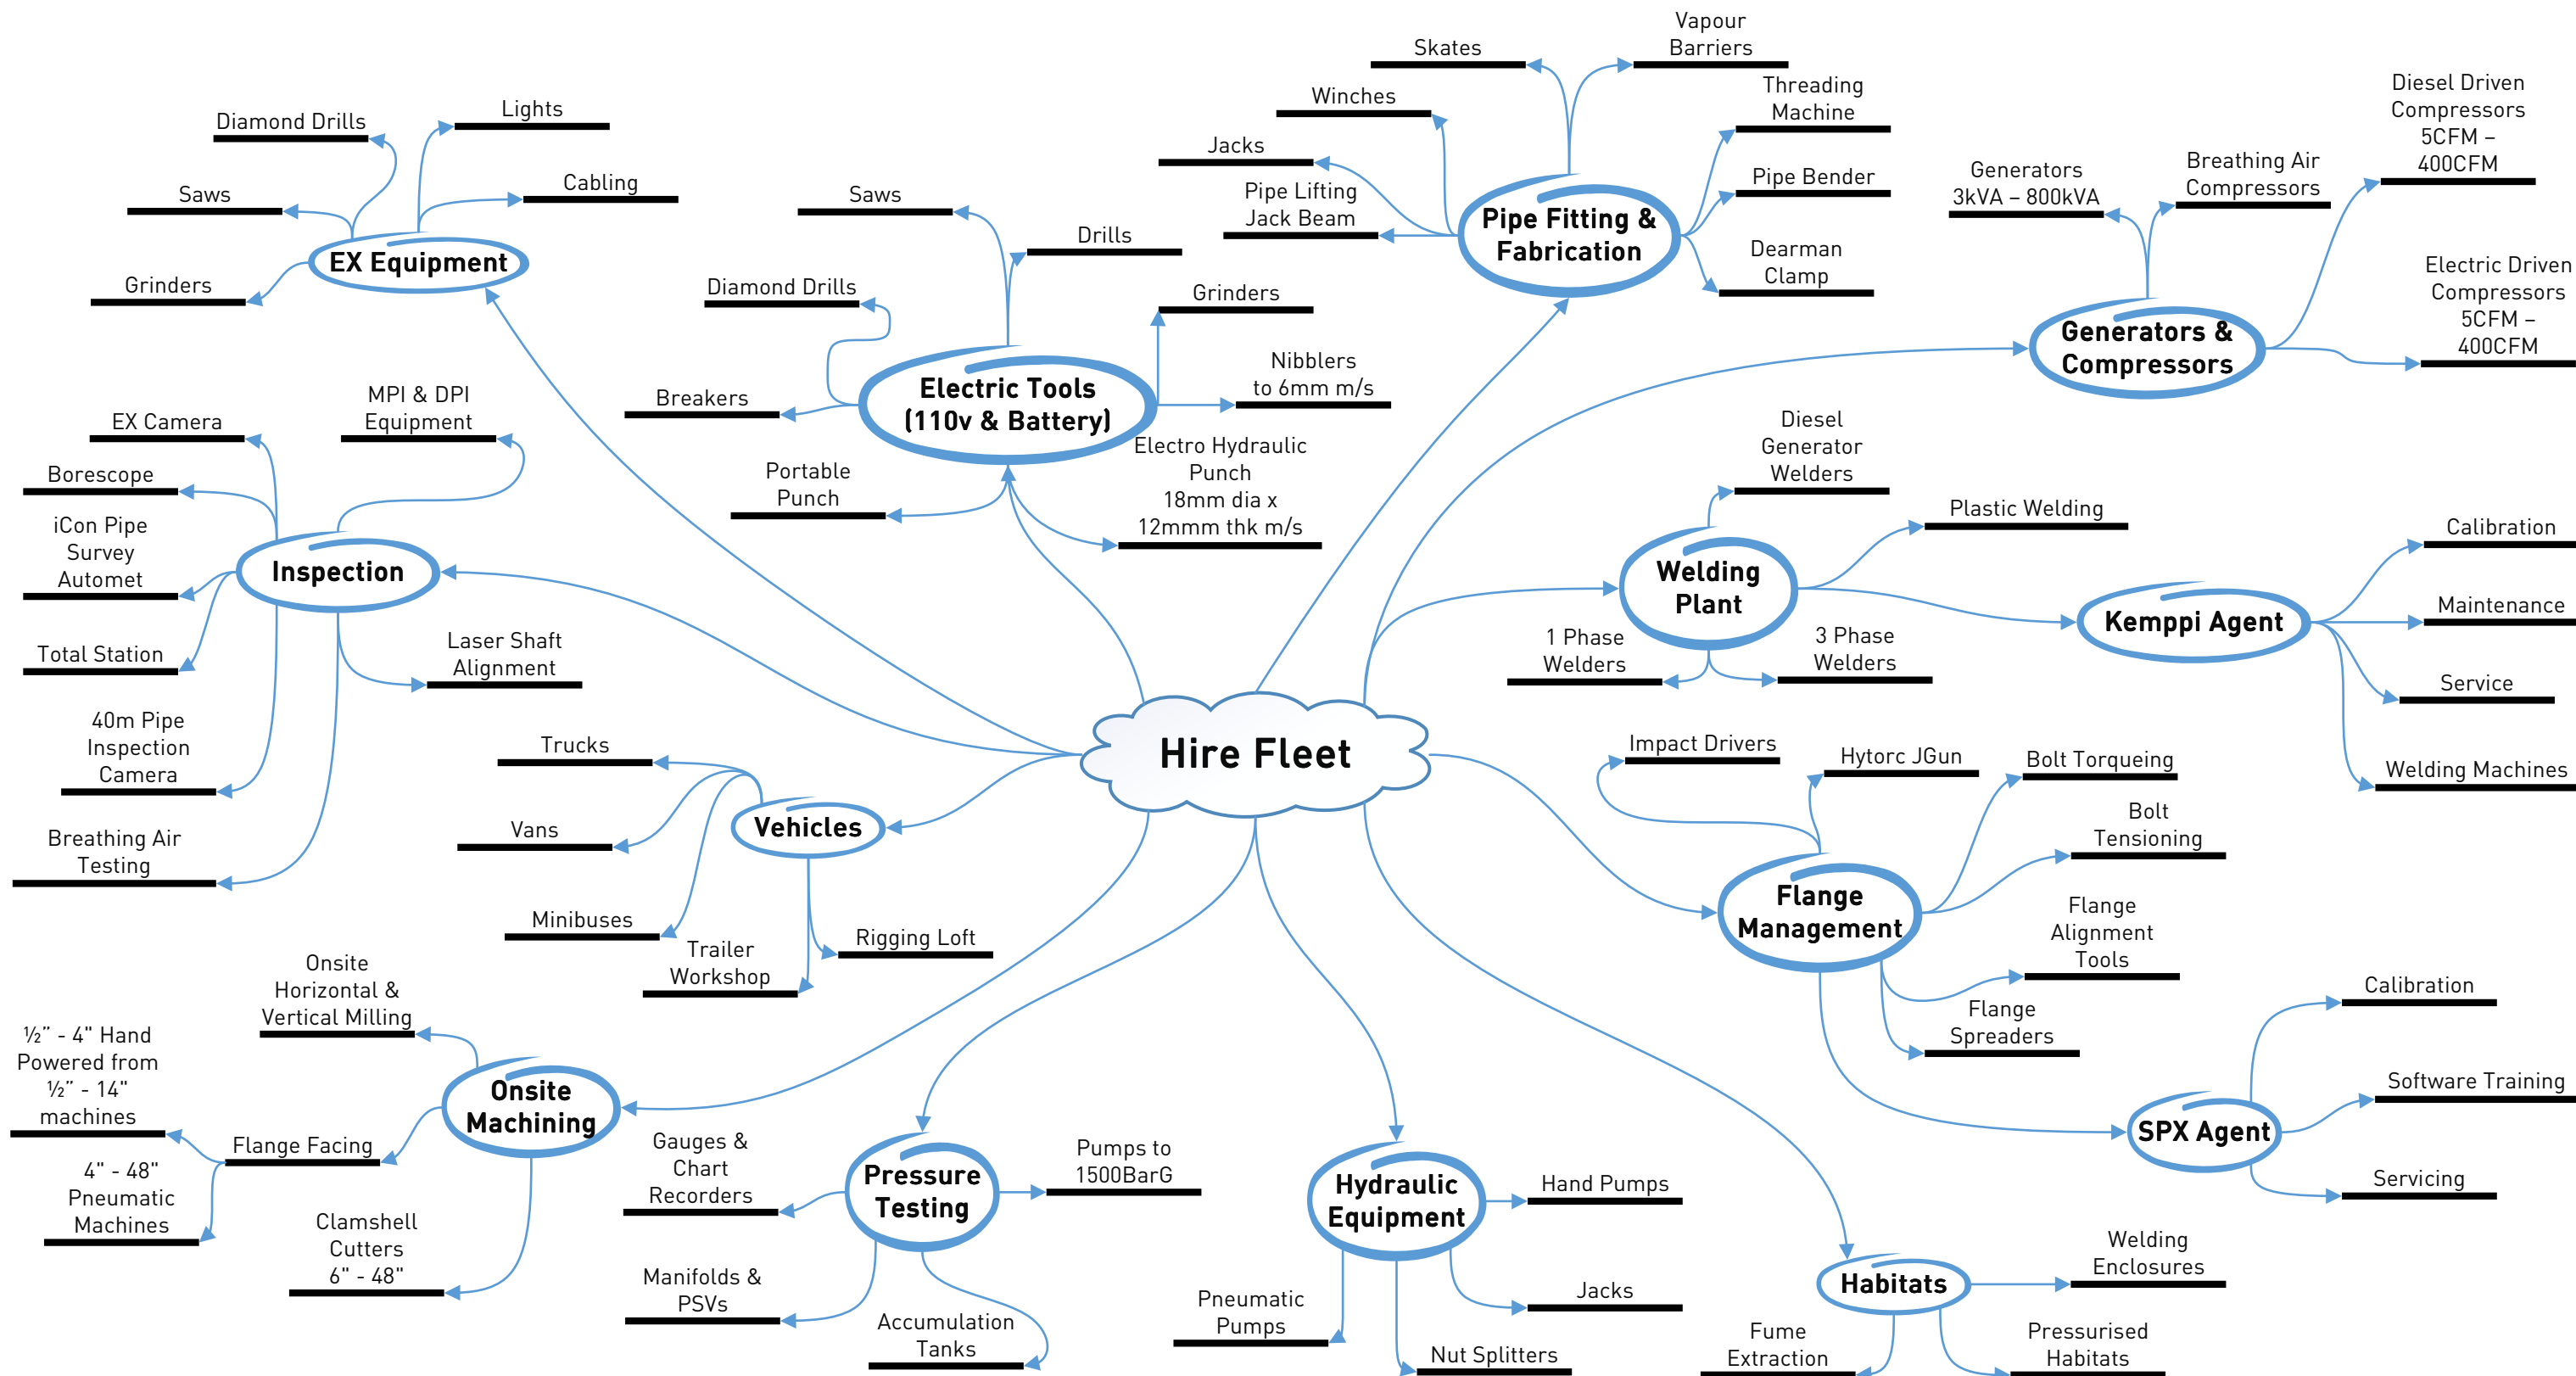 Hire Fleet
EX Equipment
Diamond Drills
Lights
Saws
Cabling
Grinders
Electric Tools
(110v & Battery)
Saws
Drills
Diamond Drills
Grinders
Breakers
Nibblers
to 6mm m/s
Portable
Punch
Electro Hydraulic
Punch
18mm dia x
12mmm thk m/s
Pipe Fitting &
Fabrication
Skates
Vapour
Barriers
Winches
Threading
Machine
Jacks
Pipe Bender
Pipe Lifting
Jack Beam
Dearman
Clamp
Generators &
Compressors
Generators
3kVA – 800kVA
Breathing Air
Compressors
Diesel Driven
Compressors
5CFM –
400CFM
Electric Driven
Compressors
5CFM –
400CFM
Inspection
EX Camera
MPI & DPI
Equipment
Borescope
iCon Pipe
Survey
Automet
Total Station
Laser Shaft
Alignment
40m Pipe
Inspection
Camera
Breathing Air
Testing
Welding
Plant
Diesel
Generator
Welders
Plastic Welding
1 Phase
Welders
3 Phase
Welders
Kemppi Agent
Calibration
Maintenance
Service
Welding Machines
Vehicles
Trucks
Vans
Minibuses
Trailer
Workshop
Rigging Loft
Flange
Management
Impact Drivers
Hytorc JGun
Bolt Torqueing
Bolt
Tensioning
Flange
Alignment
Tools
Flange
Spreaders
SPX Agent
Calibration
Software Training
Servicing
Onsite
Machining
Onsite
Horizontal &
Vertical Milling
½” - 4" Hand
Powered from
½” - 14"
machines
Flange Facing
4" - 48"
Pneumatic
Machines
Clamshell
Cutters
6" - 48"
Pressure
Testing
Gauges &
Chart
Recorders
Pumps to
1500BarG
Manifolds &
PSVs
Accumulation
Tanks
Hydraulic
Equipment
Hand Pumps
Jacks
Pneumatic
Pumps
Nut Splitters
Habitats
Welding
Enclosures
Fume
Extraction
Pressurised
Habitats